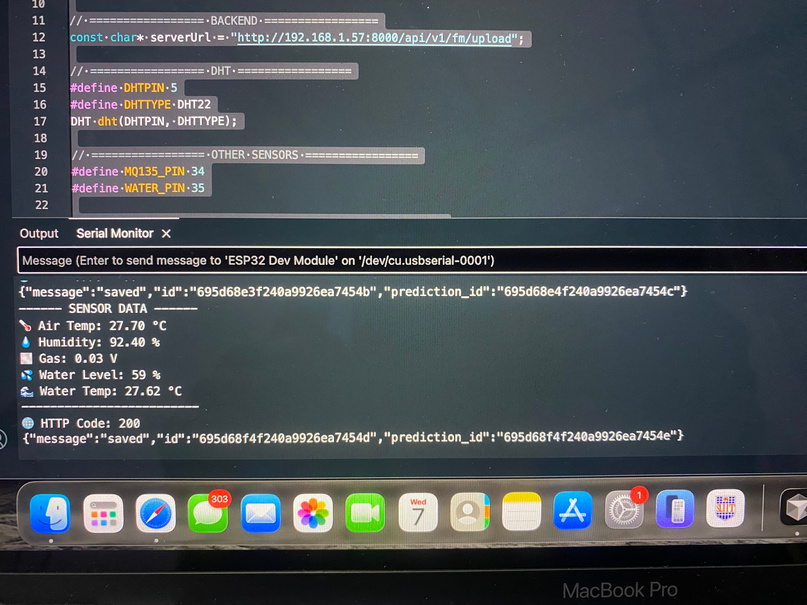 10
11 // ================= BACKEND =================
12 const char* serverUrl = "http://192.168.1.57:8000/api/v1/fm/upload";
13
14 // ================= DHT =================
15 #define DHTPIN 5
16 #define DHTTYPE DHT22
17 DHT dht(DHTPIN, DHTTYPE);
18
19 // ================= OTHER SENSORS =================
20 #define MQ135_PIN 34
21 #define WATER_PIN 35
22
Output Serial Monitor ×
Message (Enter to send message to 'ESP32 Dev Module' on '/dev/cu.usbserial-0001')
{"message":"saved","id":"695d68e3f240a9926ea7454b","prediction_id":"695d68e4f240a9926ea7454c"}
—————— SENSOR DATA ——————
🌡 Air Temp: 27.70 °C
💧 Humidity: 92.40 %
Gas: 0.03 V
💦 Water Level: 59 %
🌊 Water Temp: 27.62 °C
—————————————————————————
🌐 HTTP Code: 200
{"message":"saved","id":"695d68f4f240a9926ea7454d","prediction_id":"695d68f4f240a9926ea7454e"}
303
Wed
7
1
MacBook Pro